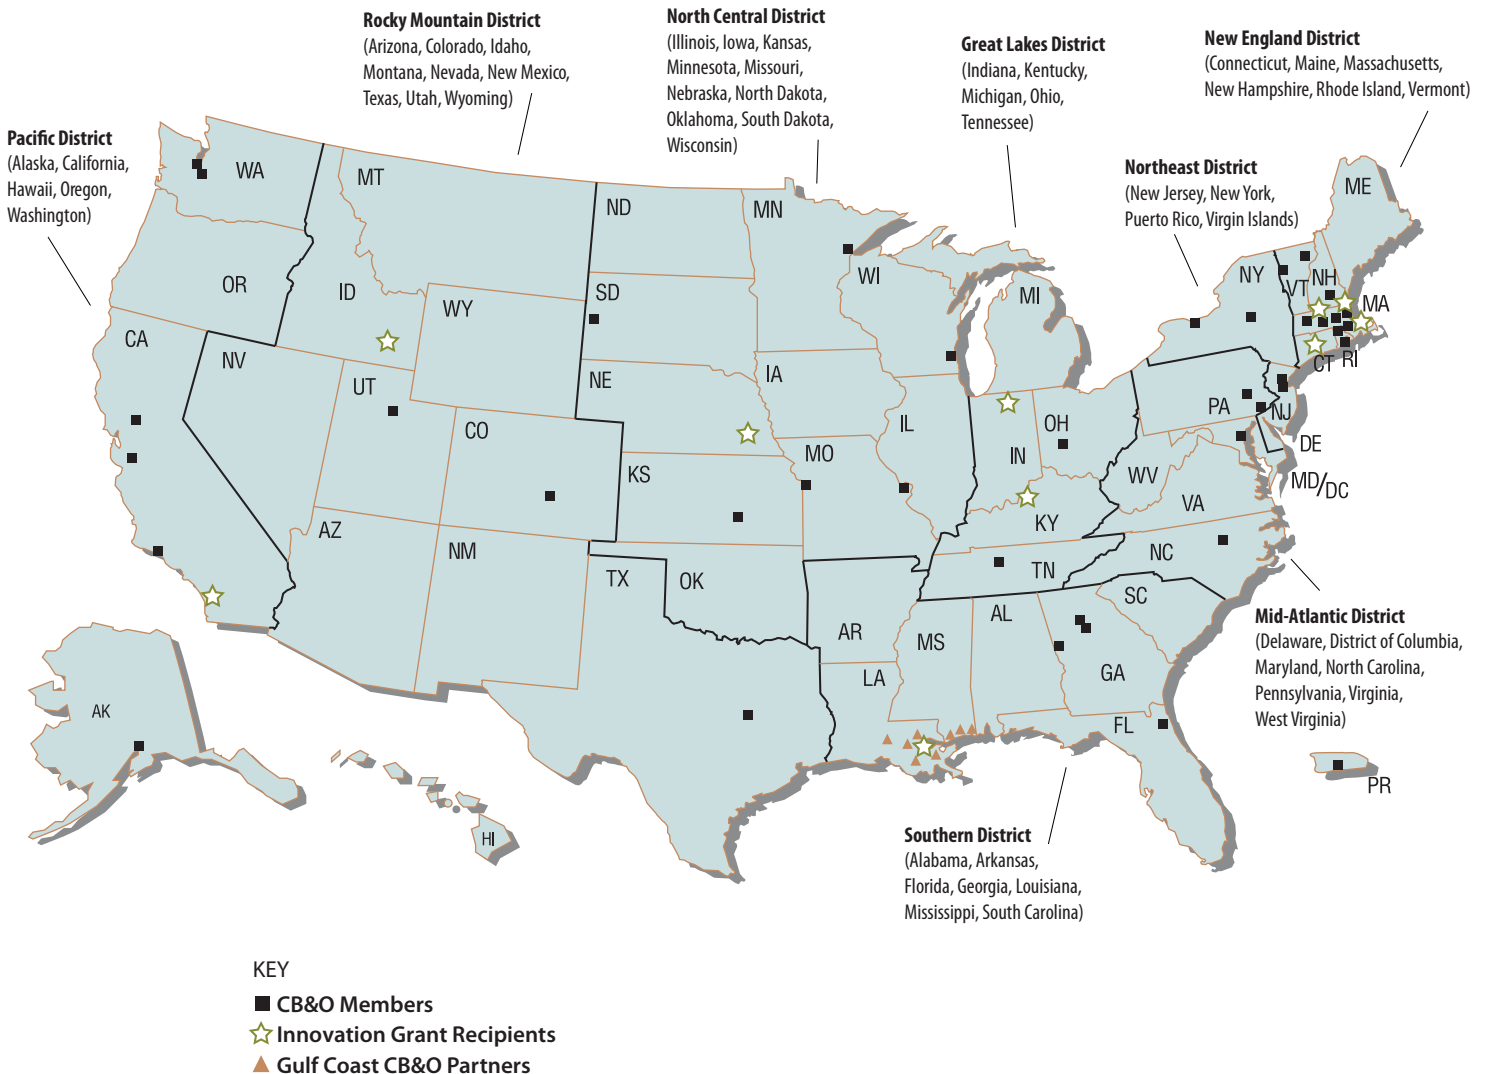 Rocky Mountain District
(Arizona, Colorado, Idaho,
Montana, Nevada, New Mexico,
Texas, Utah, Wyoming)
North Central District
(Illinois, Iowa, Kansas,
Minnesota, Missouri,
Nebraska, North Dakota,
Oklahoma, South Dakota,
Wisconsin)
Great Lakes District
(Indiana, Kentucky,
Michigan, Ohio,
Tennessee)
New England District
(Connecticut, Maine, Massachusetts,
New Hampshire, Rhode Island, Vermont)
Pacific District
(Alaska, California,
Hawaii, Oregon,
Washington)
Northeast District
(New Jersey, New York,
Puerto Rico, Virgin Islands)
WA
MT
ND
MN
ME
OR
ID
WY
SD
WI
MI
NY
VT
NH
MA
CA
NV
UT
CO
NE
IA
IL
IN
OH
PA
NJ
CT
RI
DE
MD/DC
KS
MO
WV
VA
KY
AZ
NM
TX
OK
TN
NC
SC
AR
MS
AL
GA
LA
FL
AK
HI
PR
Mid-Atlantic District
(Delaware, District of Columbia,
Maryland, North Carolina,
Pennsylvania, Virginia,
West Virginia)
Southern District
(Alabama, Arkansas,
Florida, Georgia, Louisiana,
Mississippi, South Carolina)
KEY
CB&O Members
Innovation Grant Recipients
Gulf Coast CB&O Partners